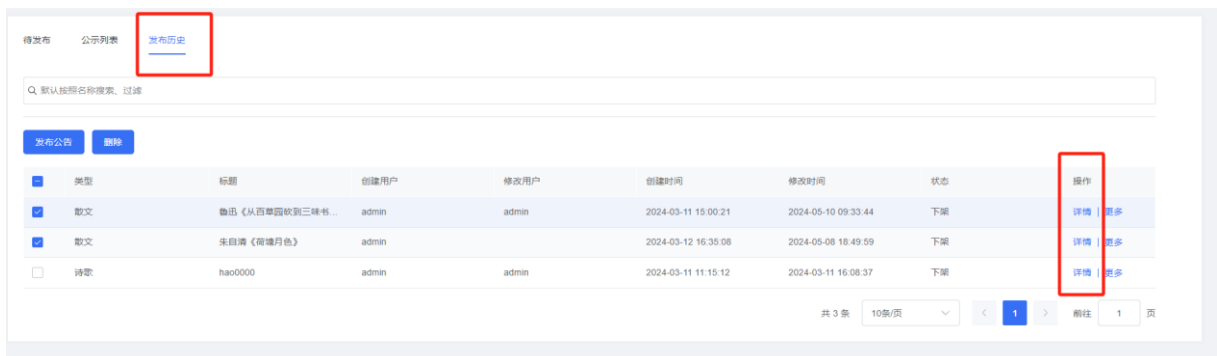 待发布 公示列表 发布历史
默认按照名称搜索、过滤
发布公告 删除
类型 标题 创建用户 修改用户 创建时间 修改时间 状态 操作
散文 鲁迅《从百草园吹到三味书... admin admin 2024-03-11 15:00:21 2024-05-10 09:33:44 下架 详情 | 更多
散文 朱自清《荷塘月色》 admin 2024-03-12 16:35:08 2024-05-08 18:49:59 下架 详情 | 更多
诗歌 hao0000 admin admin 2024-03-11 11:15:12 2024-03-11 16:08:37 下架 详情 | 更多
共 3 条 10条/页 < 1 > 前往 1 页